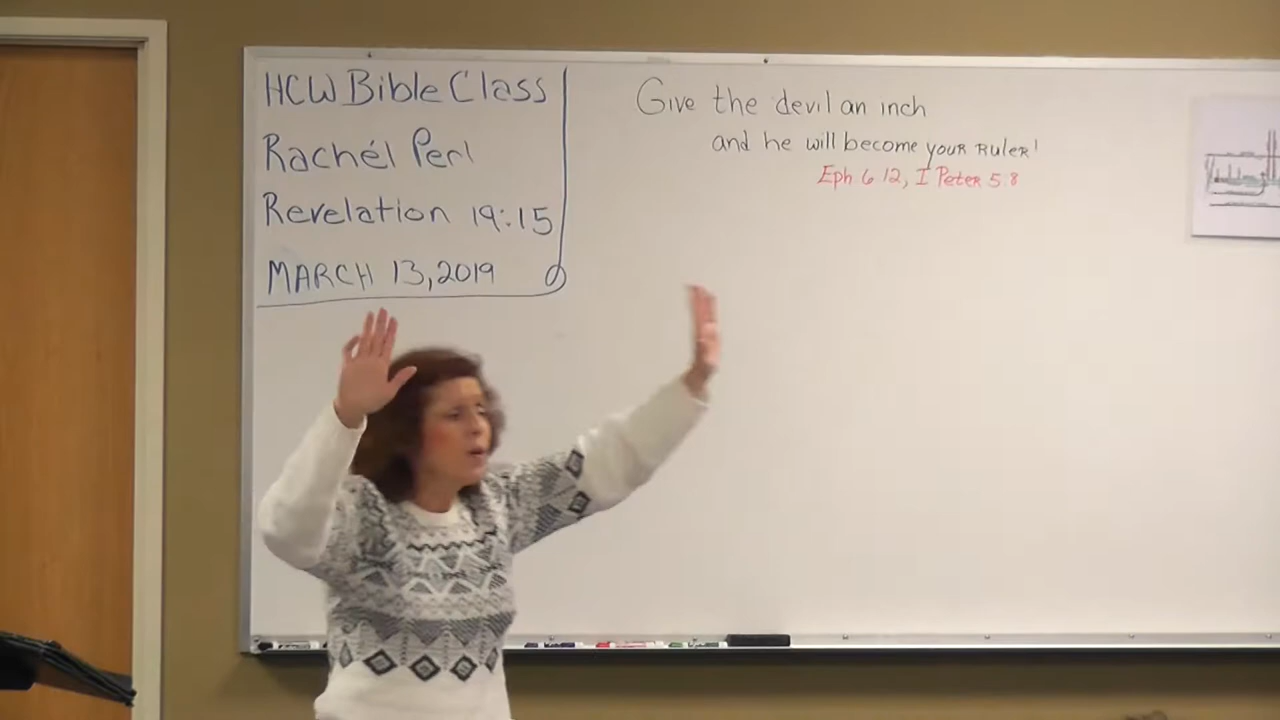 HCW Bible Class
Rachél Perl
Revelation 19:15
MARCH 13, 2019
Give the devil an inch
and he will become your Ruler!
Eph 6 12, I Peter 5:8